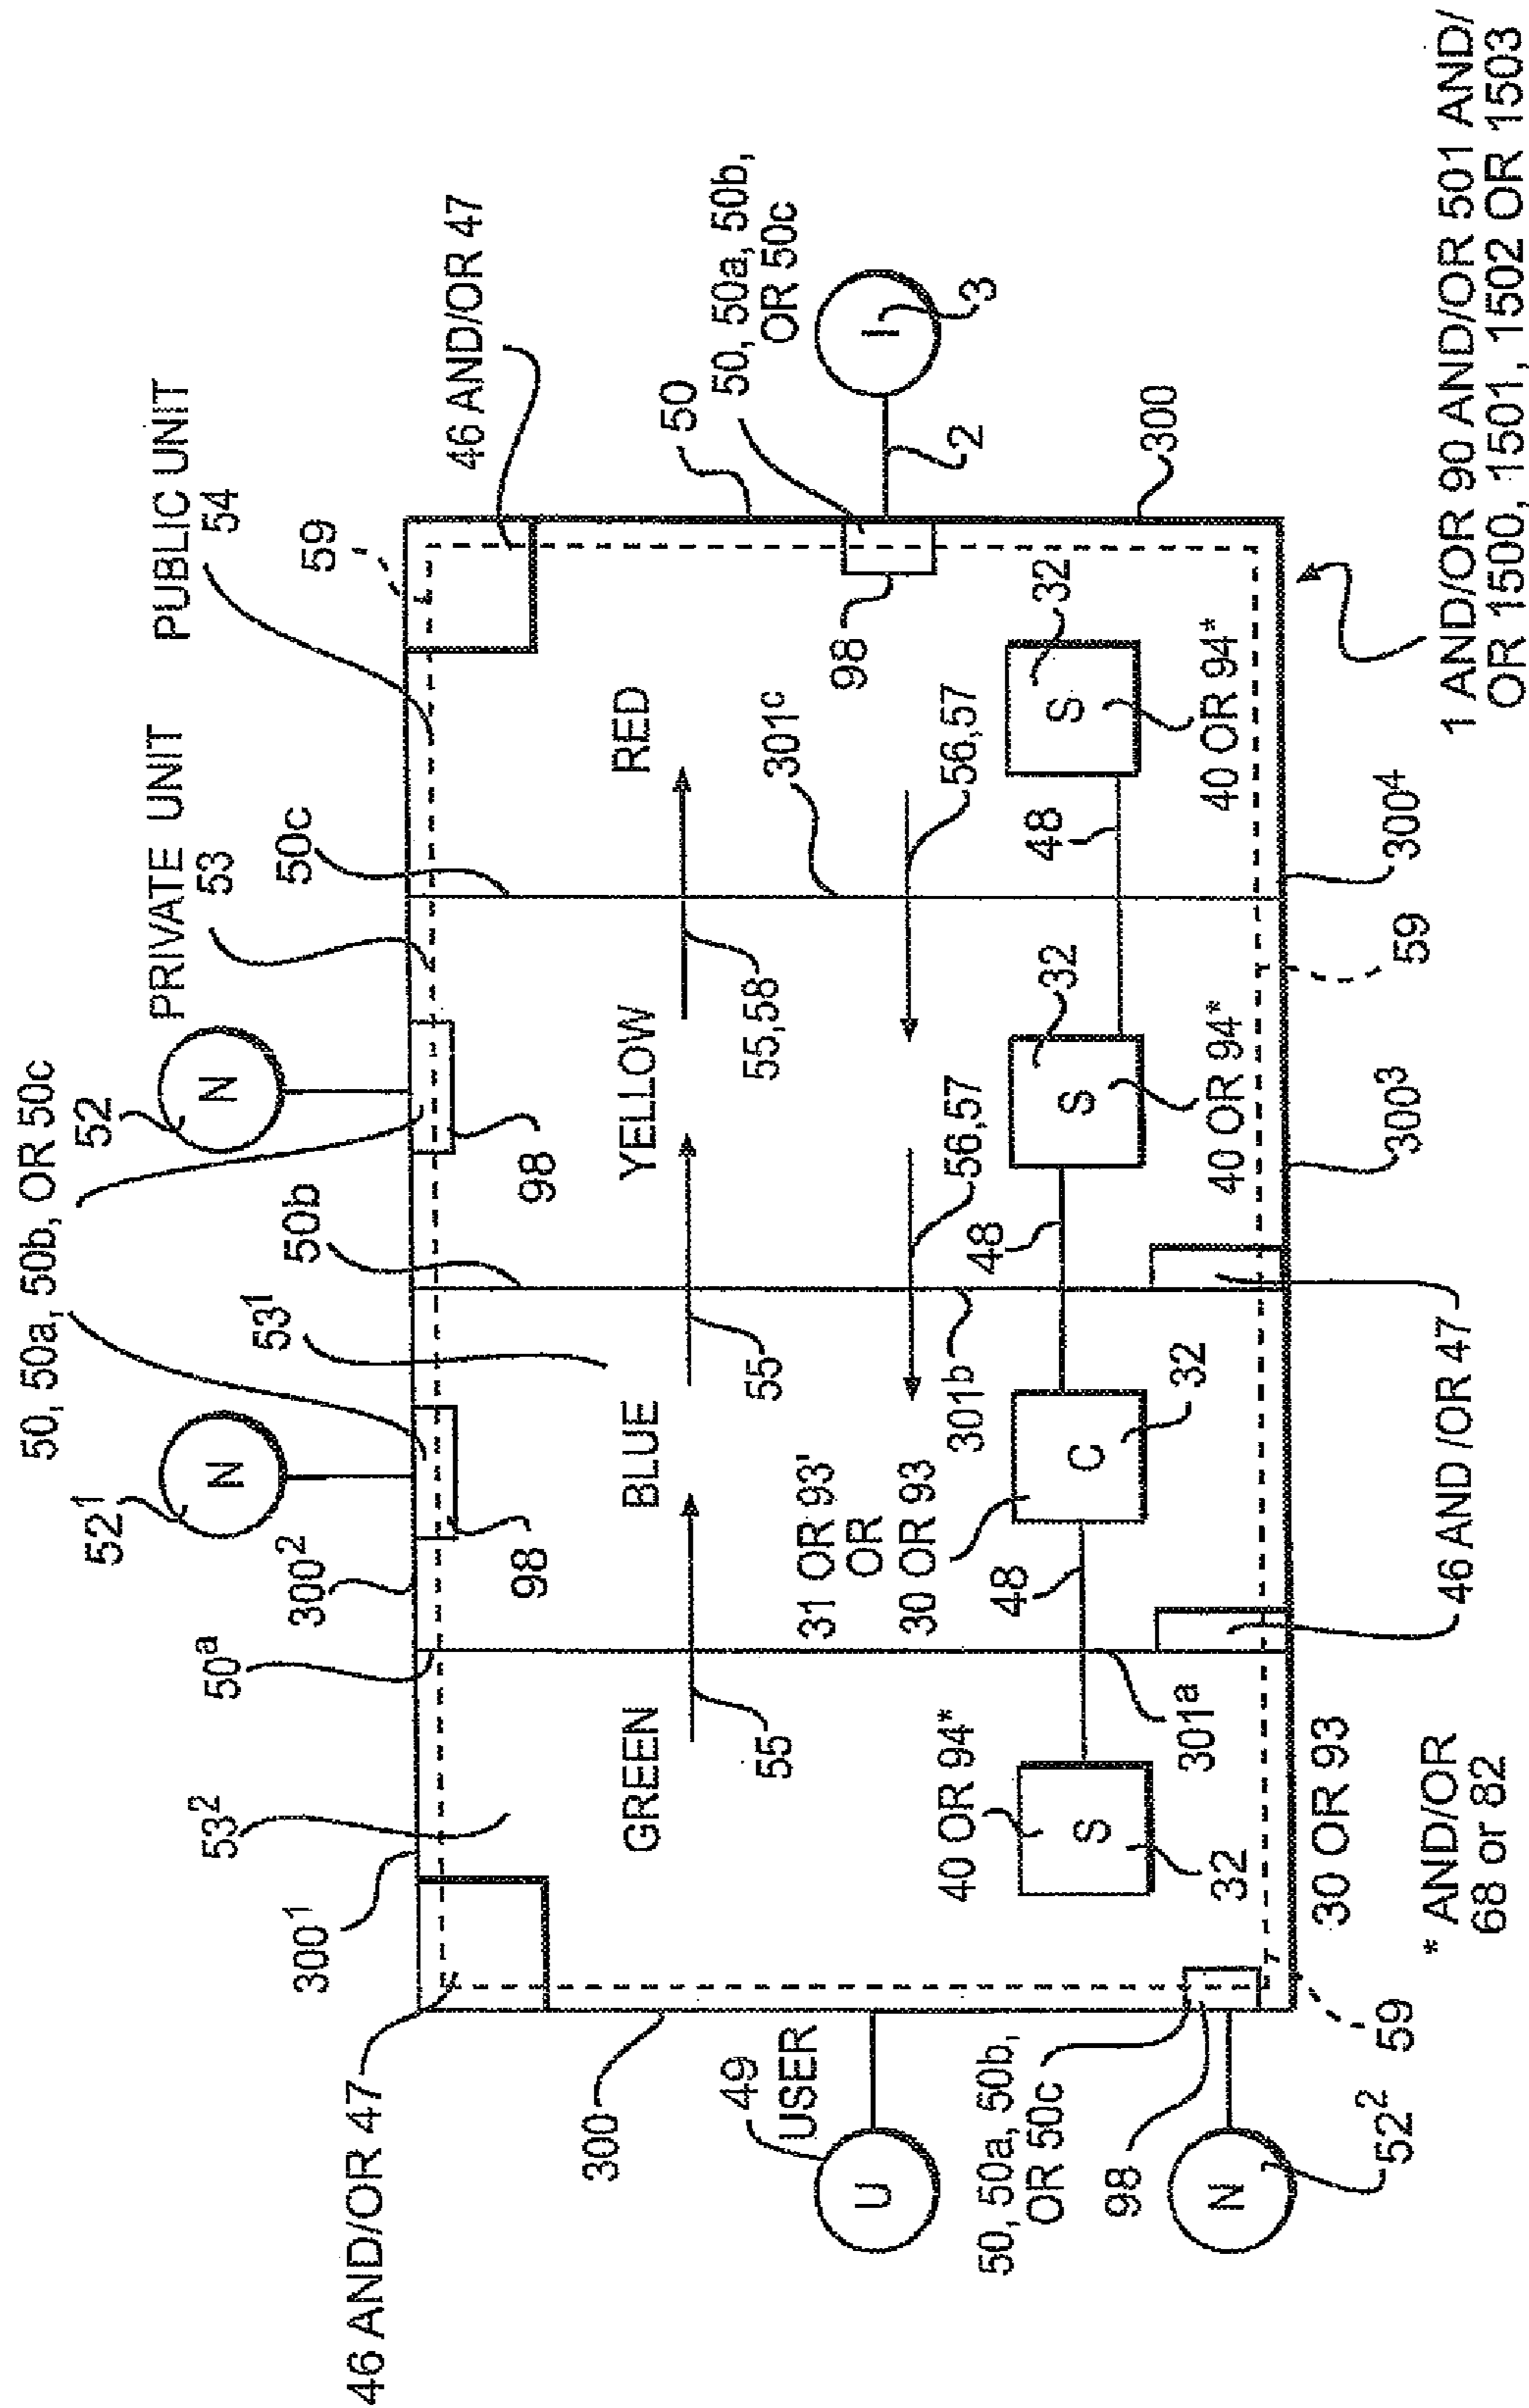 46 AND/OR 47
300¹
53²
50ᵃ
300²
52¹
N
50, 50a, 50b, OR 50c
53¹
50b
52
N
PRIVATE UNIT
53
50c
PUBLIC UNIT
54
59
46 AND/OR 47
98
98
GREEN
BLUE
YELLOW
RED
55
55
55,58
50
50, 50a, 50b,
OR 50c
300
49
USER
U
56,57
56,57
301ᶜ
98
I
3
2
50, 50a, 50b,
OR 50c
98
N
52²
59
40 OR 94*
S
32
301ᵃ
48
31 OR 93'
OR
30 OR 93
C
32
301ᵇ
48
S
32
40 OR 94*
48
S
32
40 OR 94*
300
30 OR 93
46 AND /OR 47
300³
59
300⁴
* AND/OR
68 or 82
1 AND/OR 90 AND/OR 501 AND/
OR 1500, 1501, 1502 OR 1503